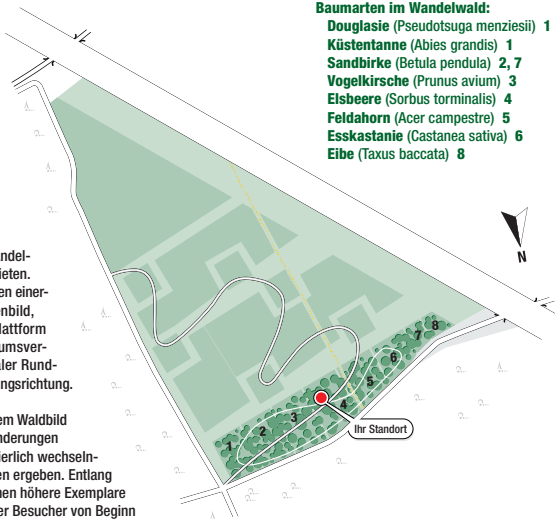 Baumarten im Wandelwald:
Douglasie (Pseudotsuga menziesii) 1
Küstentanne (Abies grandis) 1
Sandbirke (Betula pendula) 2, 7
Vogelkirsche (Prunus avium) 3
Elsbeere (Sorbus torminalis) 4
Feldahorn (Acer campestre) 5
Esskastanie (Castanea sativa) 6
Eibe (Taxus baccata) 8
N
andel-
ieten.
en einer-
enbild,
lattform
umsver-
aler Rund-
ngsrichtung.
em Waldbild
nderungen
ierlich wechseln-
en ergeben. Entlang
nen höhere Exemplare
er Besucher von Beginn
8
7
6
5
4
3
2
1
Ihr Standort